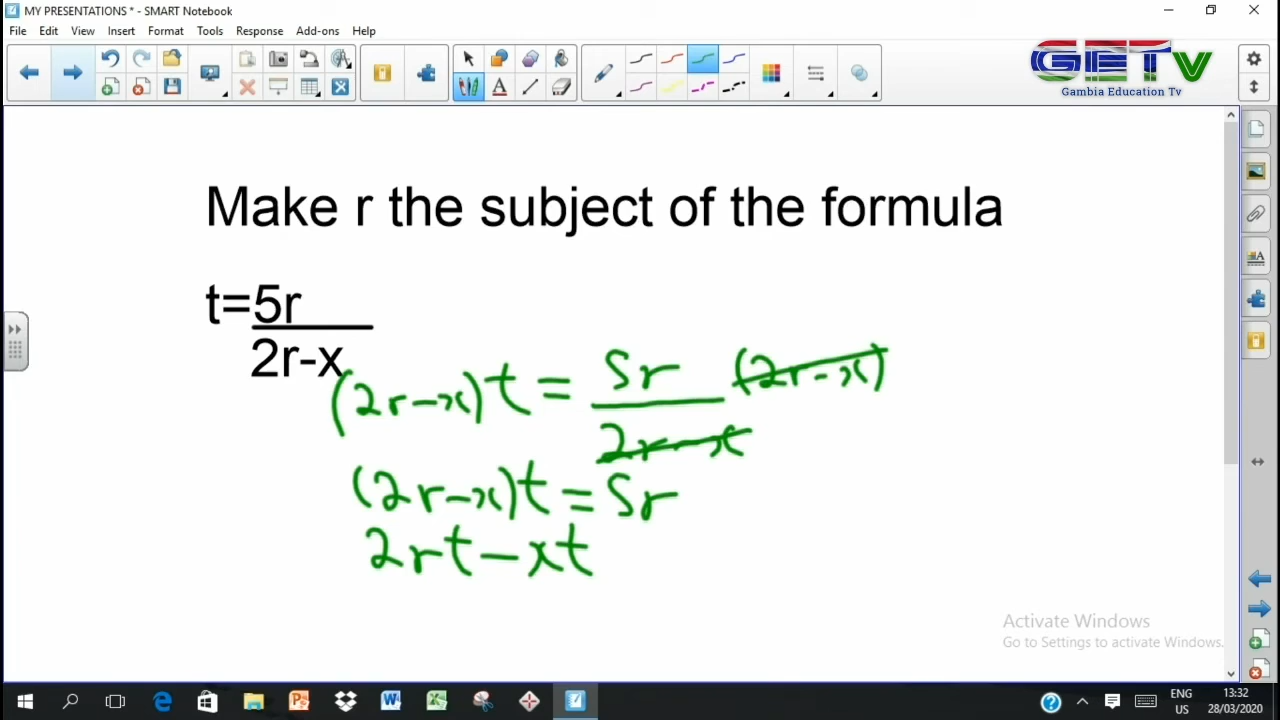 MY PRESENTATIONS * - SMART Notebook
File Edit View Insert Format Tools Response Add-ons Help
GETv
Gambia Education Tv
Make r the subject of the formula
t=5r
2r-x
(2r-x)t = 5r (2r-x)
2r-x
(2r-x)t = 5r
2rt - xt
Activate Windows
Go to Settings to activate Windows.
ENG 13:32
US 28/03/2020